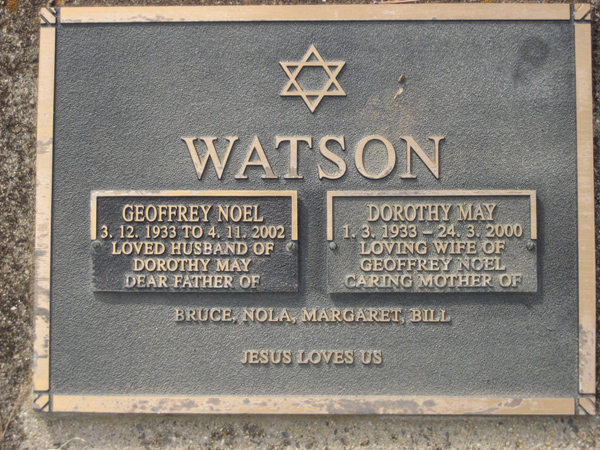 WATSON
GEOFFREY NOEL
3. 12. 1933 TO 4. 11. 2002
LOVED HUSBAND OF
DOROTHY MAY
DEAR FATHER OF
DOROTHY MAY
1. 3. 1933 – 24. 3. 2000
LOVING WIFE OF
GEOFFREY NOEL
CARING MOTHER OF
BRUCE, NOLA, MARGARET, BILL
JESUS LOVES US